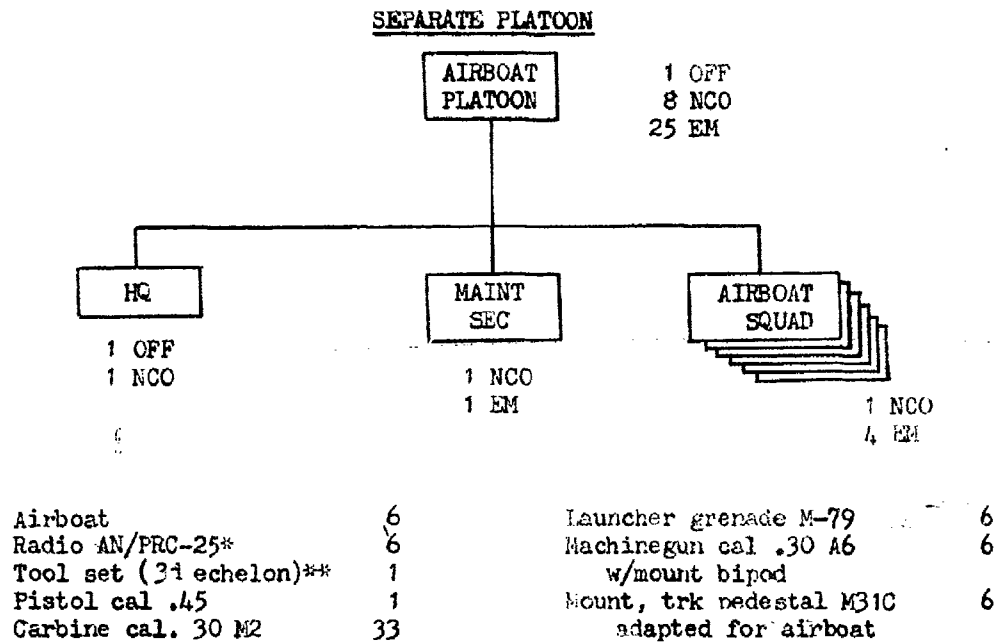 SEPARATE PLATOON
AIRBOAT
PLATOON
1 OFF
8 NCO
25 EM
HQ
1 OFF
1 NCO
MAINT
SEC
1 NCO
1 EM
AIRBOAT
SQUAD
1 NCO
4 EM
Airboat 6
Radio AN/PRC-25* 6
Tool set (3d echelon)** 1
Pistol cal .45 1
Carbine cal. 30 M2 33
Launcher grenade M-79 6
Machinegun cal .30 A6 6
w/mount bipod
Mount, trk pedestal M31C 6
adapted for airboat